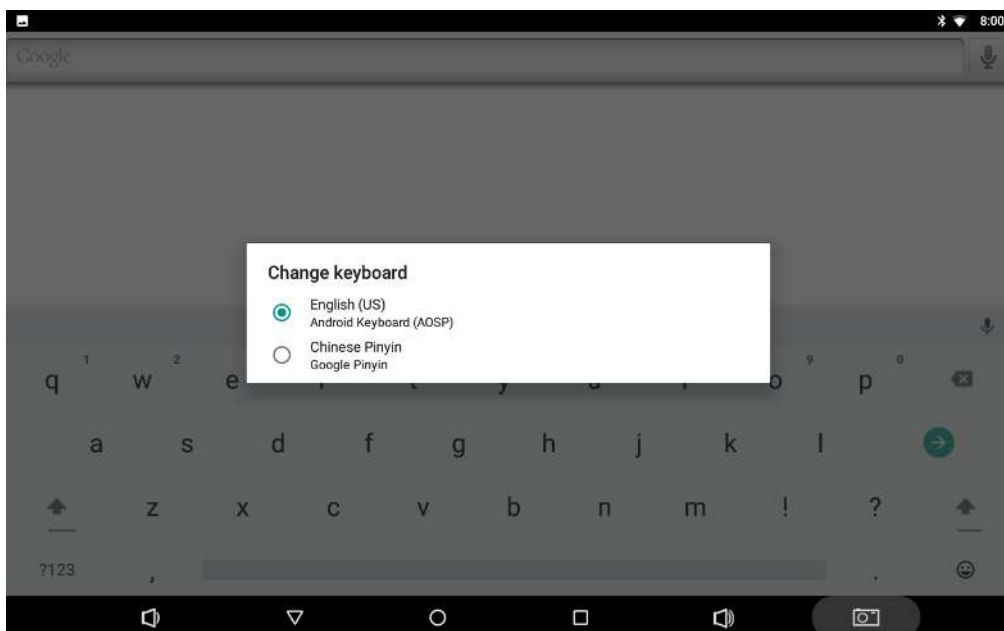 8:00
Google
Change keyboard
English (US)
Android Keyboard (AOSP)
Chinese Pinyin
Google Pinyin
1 2 9 0
q w e o p
a s d f g h j k l
z x c v b n m ! ?
?123 , .